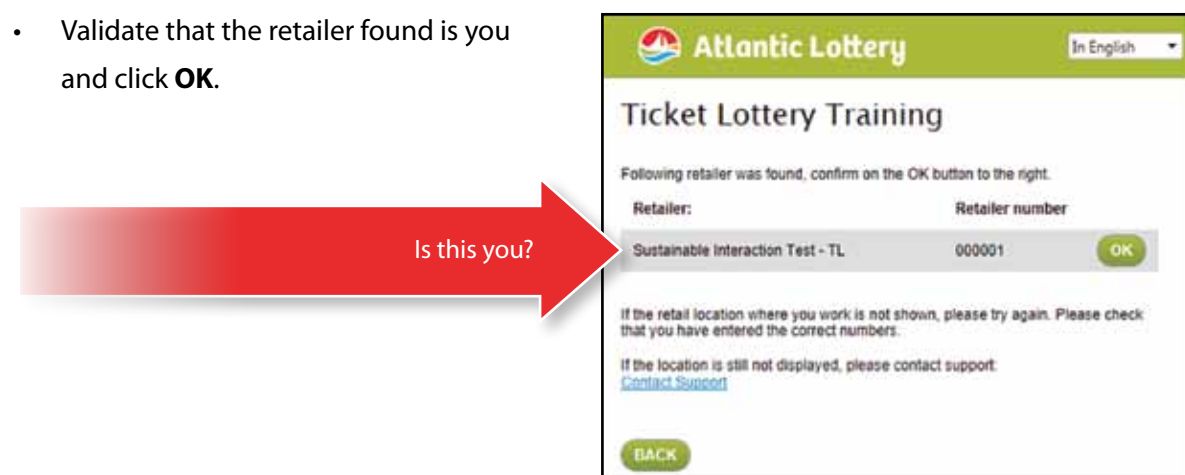 • Validate that the retailer found is you
and click OK.
Is this you?
Atlantic Lottery
In English
Ticket Lottery Training
Following retailer was found, confirm on the OK button to the right.
Retailer: Retailer number
Sustainable Interaction Test - TL 000001 OK
If the retail location where you work is not shown, please try again. Please check
that you have entered the correct numbers.
If the location is still not displayed, please contact support:
Contact Support
BACK